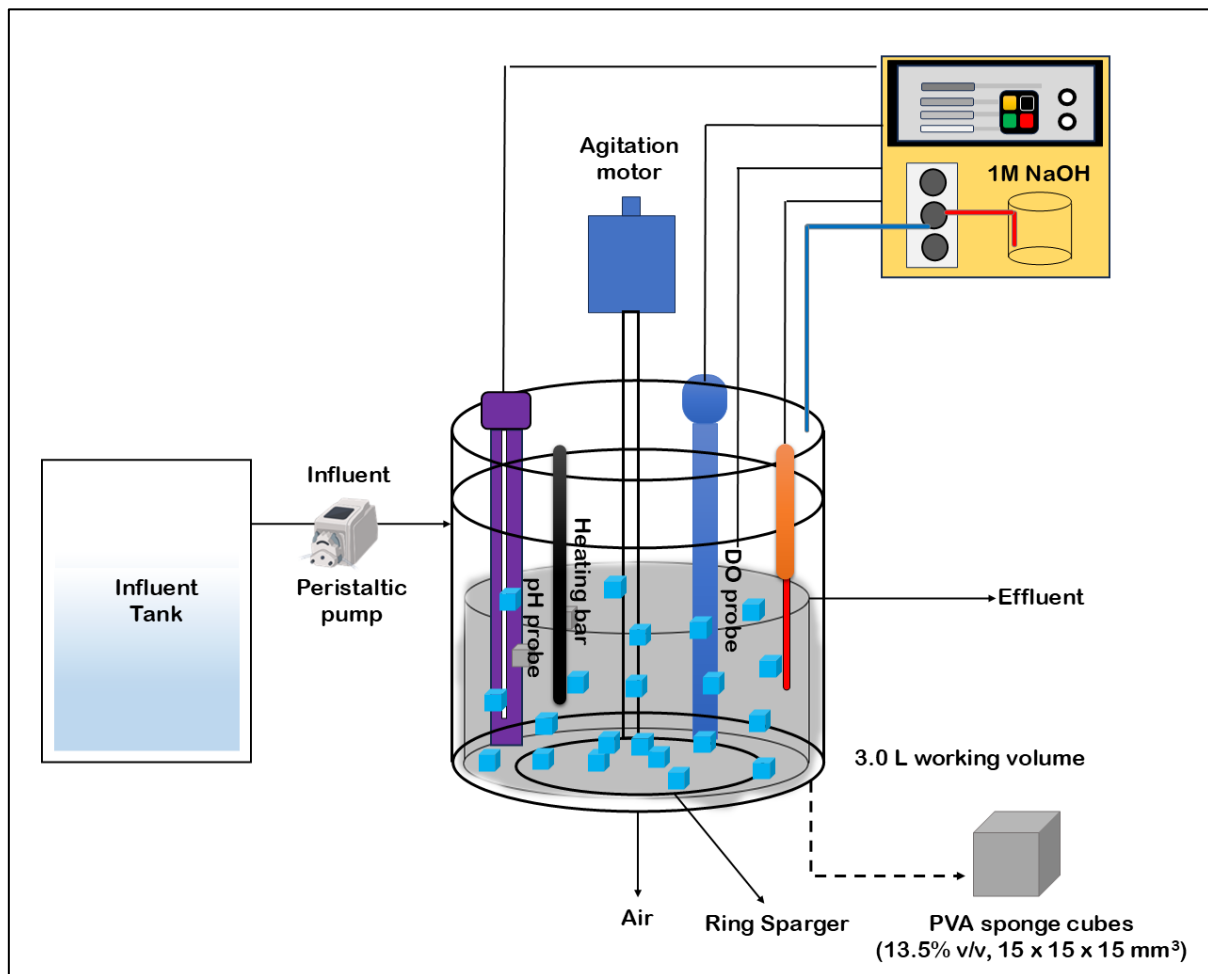 Agitation
motor
1M NaOH
Influent
Peristaltic
pump
Influent
Tank
pH probe
Heating bar
DO probe
Effluent
3.0 L working volume
Air
Ring Sparger
PVA sponge cubes
(13.5% v/v, 15 x 15 x 15 mm³)